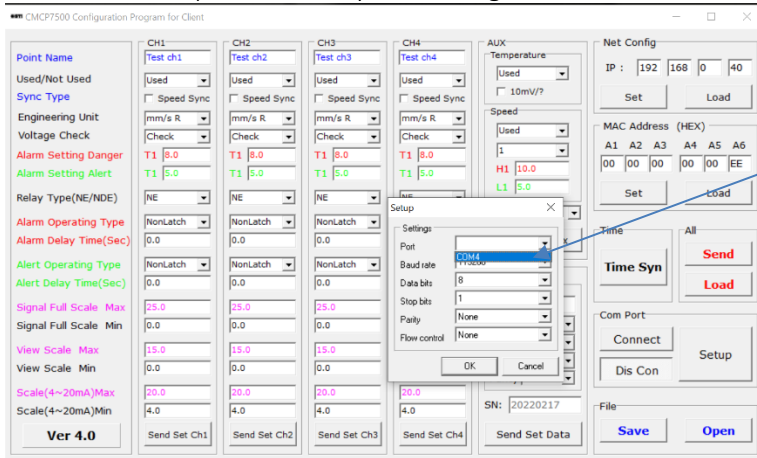 CMCP7500 Configuration Program for Client
CH1 CH2 CH3 CH4 AUX Net Config
Point Name Test ch1 Test ch2 Test ch3 Test ch4 Temperature
Used/Not Used Used Used Used Used Used IP : 192 168 0 40
Sync Type Speed Sync Speed Sync Speed Sync Speed Sync 10mV/? Set Load
Engineering Unit mm/s R mm/s R mm/s R mm/s R Speed
Voltage Check Check Check Check Check Used MAC Address (HEX)
Alarm Setting Danger T1 8.0 T1 8.0 T1 8.0 T1 8.0 1 A1 A2 A3 A4 A5 A6
Alarm Setting Alert T1 5.0 T1 5.0 T1 5.0 T1 5.0 H1 10.0 00 00 00 00 00 EE
L1 5.0
Relay Type(NE/NDE) NE NE NE NE Set Load
Setup
Alarm Operating Type NonLatch NonLatch NonLatch Settings Time All
Alarm Delay Time(Sec) 0.0 0.0 0.0 Port COM4 Send
Alert Operating Type NonLatch NonLatch NonLatch Baud rate Time Syn
Alert Delay Time(Sec) 0.0 0.0 0.0 Data bits 8 Load
Signal Full Scale Max 25.0 25.0 25.0 Stop bits 1
Signal Full Scale Min 0.0 0.0 0.0 Parity None Com Port
Flow control None Connect
View Scale Max 15.0 15.0 15.0 Setup
View Scale Min 0.0 0.0 0.0 OK Cancel Dis Con
Scale(4~20mA)Max 20.0 20.0 20.0 20.0
Scale(4~20mA)Min 4.0 4.0 4.0 4.0 SN: 20220217 File
Ver 4.0 Send Set Ch1 Send Set Ch2 Send Set Ch3 Send Set Ch4 Send Set Data Save Open